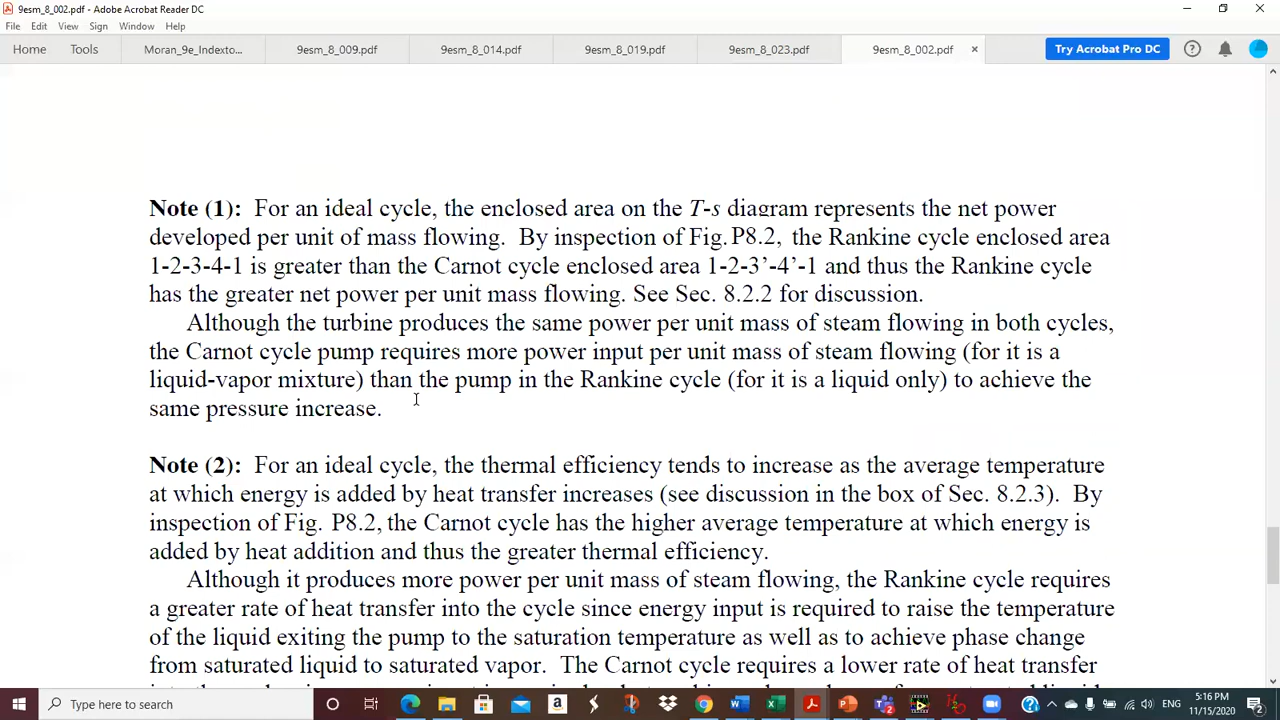 9esm_8_002.pdf - Adobe Acrobat Reader DC
File Edit View Sign Window Help
Home Tools Moran_9e_Indexto... 9esm_8_009.pdf 9esm_8_014.pdf 9esm_8_019.pdf 9esm_8_023.pdf 9esm_8_002.pdf × Try Acrobat Pro DC
Note (1): For an ideal cycle, the enclosed area on the T-s diagram represents the net power
developed per unit of mass flowing. By inspection of Fig. P8.2, the Rankine cycle enclosed area
1-2-3-4-1 is greater than the Carnot cycle enclosed area 1-2-3’-4’-1 and thus the Rankine cycle
has the greater net power per unit mass flowing. See Sec. 8.2.2 for discussion.
Although the turbine produces the same power per unit mass of steam flowing in both cycles,
the Carnot cycle pump requires more power input per unit mass of steam flowing (for it is a
liquid-vapor mixture) than the pump in the Rankine cycle (for it is a liquid only) to achieve the
same pressure increase.
Note (2): For an ideal cycle, the thermal efficiency tends to increase as the average temperature
at which energy is added by heat transfer increases (see discussion in the box of Sec. 8.2.3). By
inspection of Fig. P8.2, the Carnot cycle has the higher average temperature at which energy is
added by heat addition and thus the greater thermal efficiency.
Although it produces more power per unit mass of steam flowing, the Rankine cycle requires
a greater rate of heat transfer into the cycle since energy input is required to raise the temperature
of the liquid exiting the pump to the saturation temperature as well as to achieve phase change
from saturated liquid to saturated vapor. The Carnot cycle requires a lower rate of heat transfer
Type here to search
ENG
5:16 PM
11/15/2020